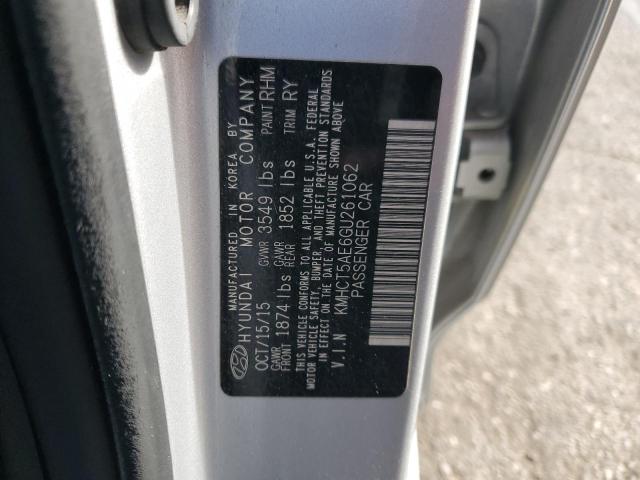 MANUFACTURED IN KOREA BY
HYUNDAI MOTOR COMPANY
OCT/15/15 GVWR 3549 lbs PAINT RHM
GAWR FRONT 1874 lbs GAWR REAR 1852 lbs TRIM RY
THIS VEHICLE CONFORMS TO ALL APPLICABLE U.S.A. FEDERAL
MOTOR VEHICLE SAFETY, BUMPER, AND THEFT PREVENTION STANDARDS
IN EFFECT ON THE DATE OF MANUFACTURE SHOWN ABOVE
V.I.N KMHCT5AE6GU261062
PASSENGER CAR